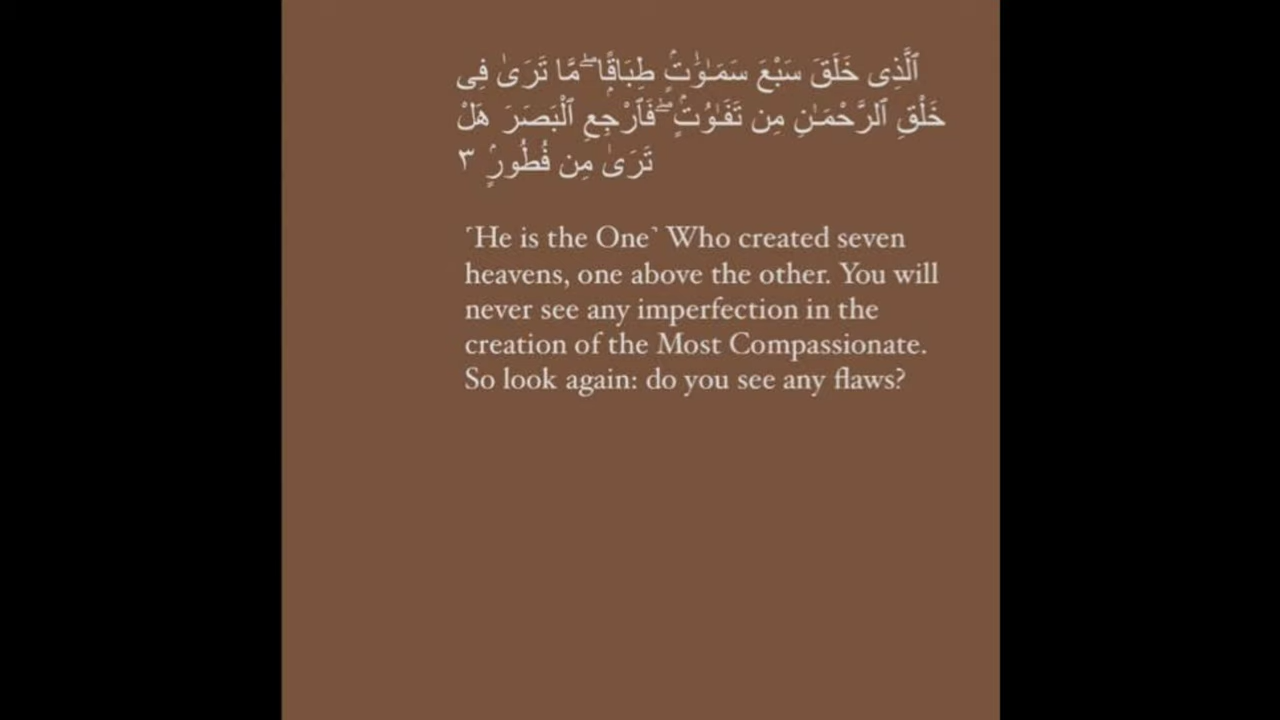 ٱلَّذِى خَلَقَ سَبْعَ سَمَـٰوَٰتٍۢ طِبَاقًۭا ۖ مَّا تَرَىٰ فِى
خَلْقِ ٱلرَّحْمَـٰنِ مِن تَفَـٰوُتٍۢ ۖ فَٱرْجِعِ ٱلْبَصَرَ هَلْ
تَرَىٰ مِن فُطُورٍۢ ٣
˹He is the One˺ Who created seven
heavens, one above the other. You will
never see any imperfection in the
creation of the Most Compassionate.
So look again: do you see any flaws?